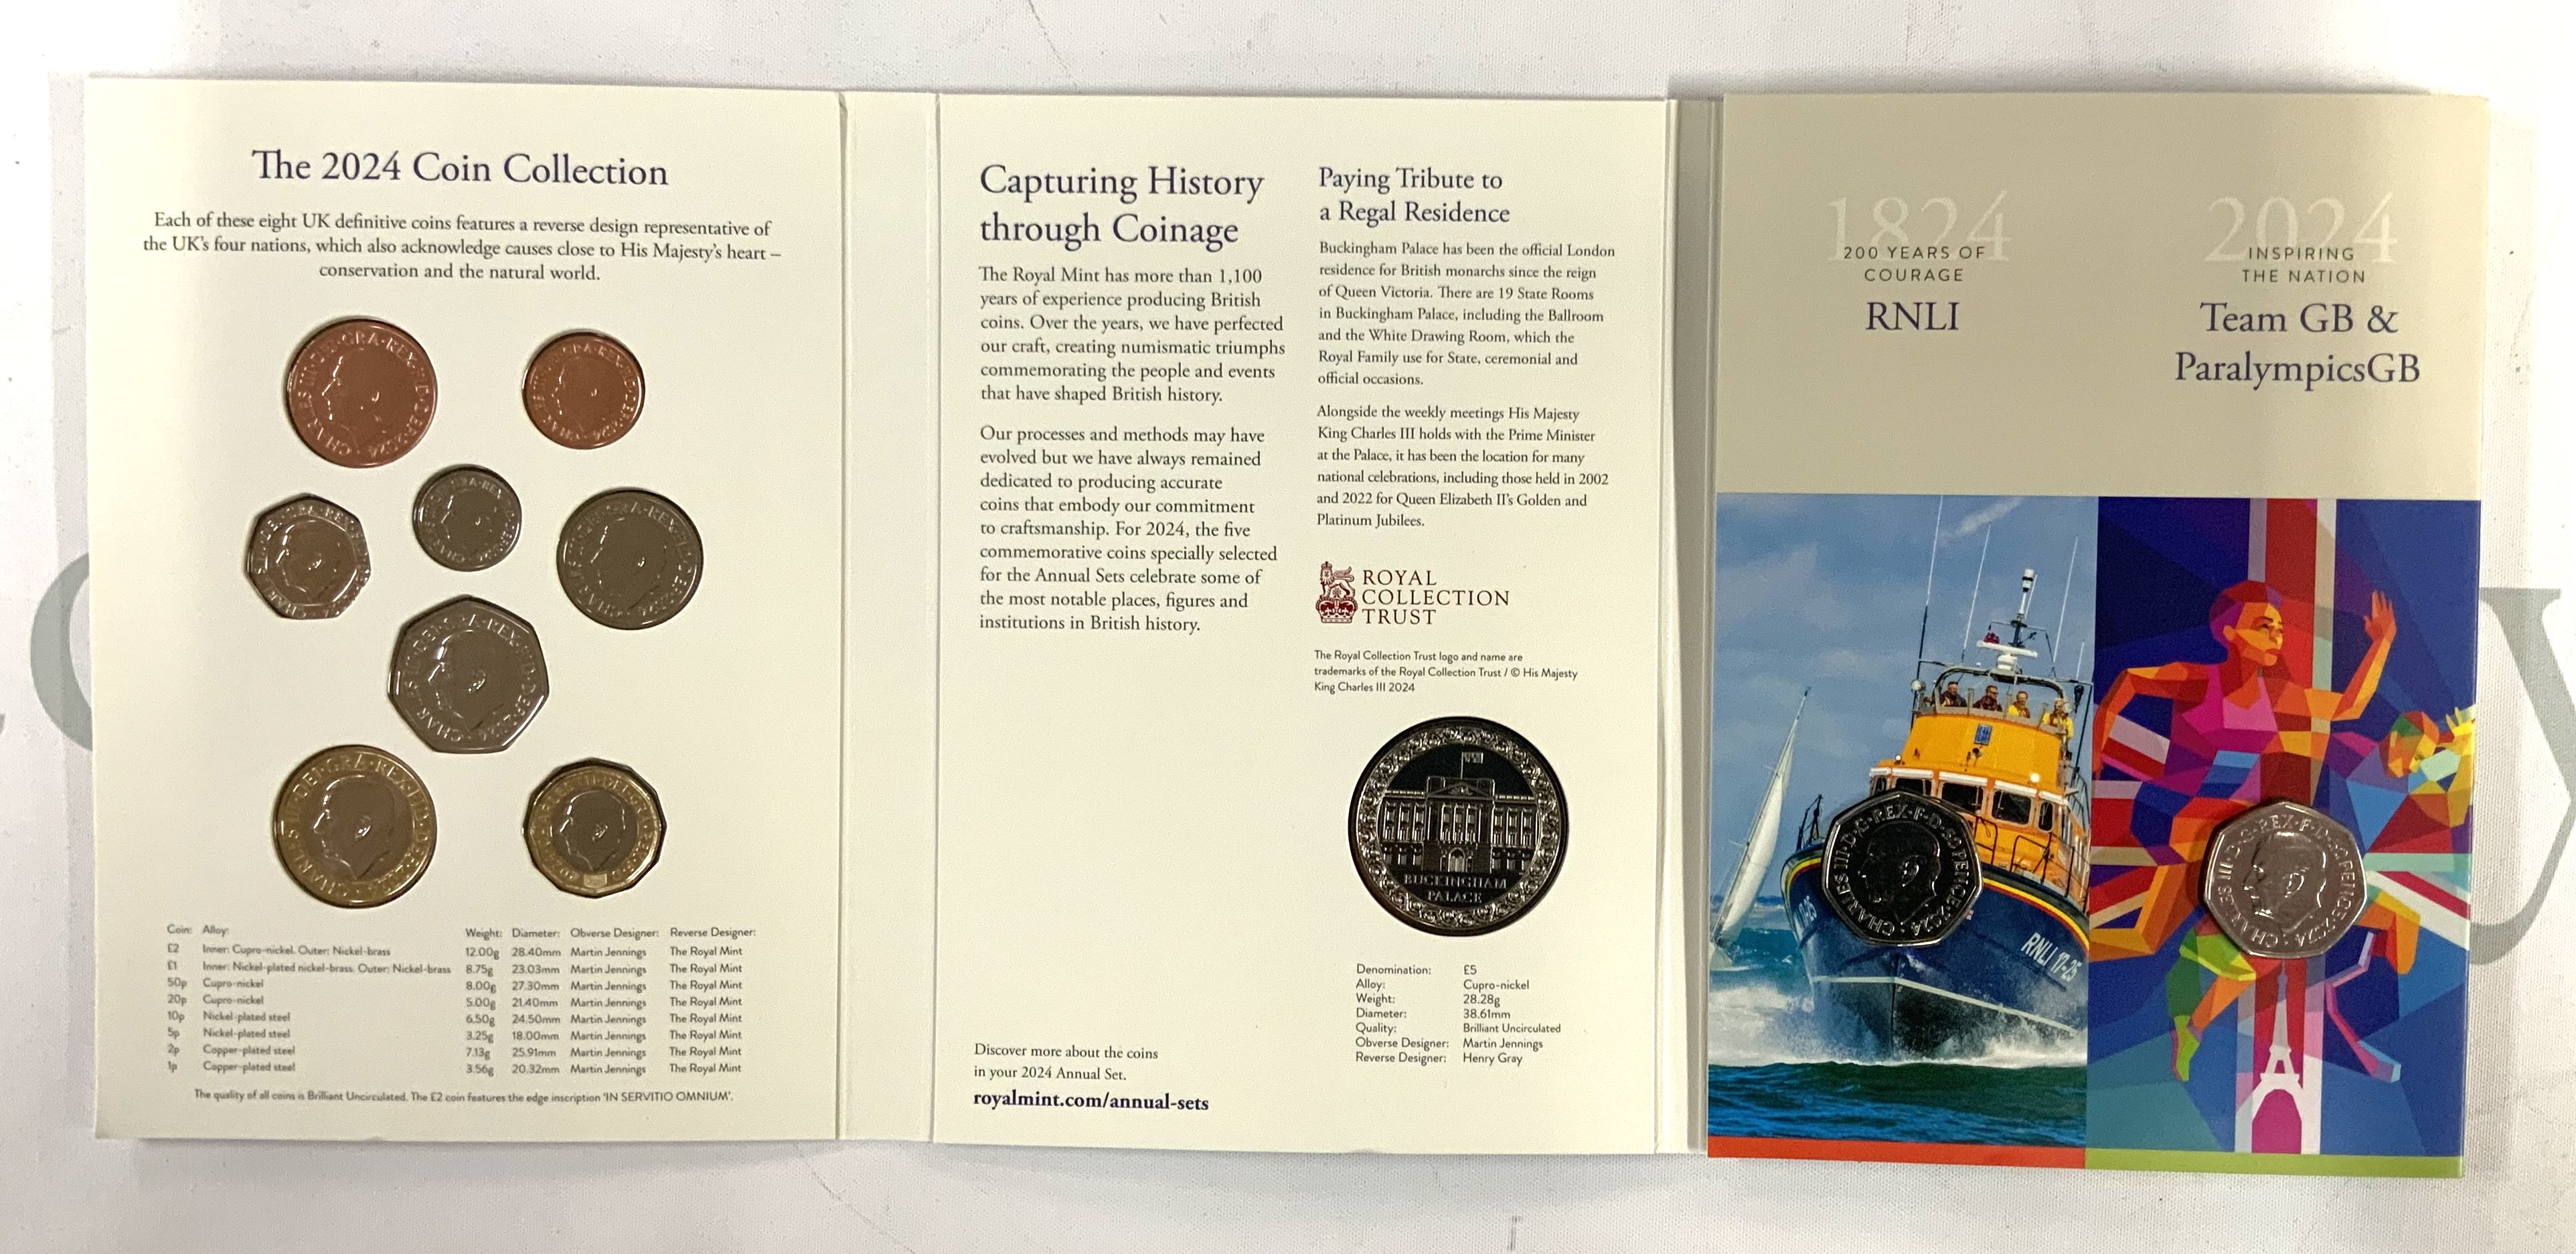 The 2024 Coin Collection
Each of these eight UK definitive coins features a reverse design representative of
the UK's four nations, which also acknowledge causes close to His Majesty's heart –
conservation and the natural world.
Coin: Alloy: Weight: Diameter: Obverse Designer: Reverse Designer:
£2 Inner: Cupro-nickel. Outer: Nickel-brass 12.00g 28.40mm Martin Jennings The Royal Mint
£1 Inner: Nickel-plated nickel-brass. Outer: Nickel-brass 8.75g 23.03mm Martin Jennings The Royal Mint
50p Cupro-nickel 8.00g 27.30mm Martin Jennings The Royal Mint
20p Cupro-nickel 5.00g 21.40mm Martin Jennings The Royal Mint
10p Nickel-plated steel 6.50g 24.50mm Martin Jennings The Royal Mint
5p Nickel-plated steel 3.25g 18.00mm Martin Jennings The Royal Mint
2p Copper-plated steel 7.13g 25.91mm Martin Jennings The Royal Mint
1p Copper-plated steel 3.56g 20.32mm Martin Jennings The Royal Mint
The quality of all coins is Brilliant Uncirculated. The £2 coin features the edge inscription 'IN SERVITIO OMNIUM'.
Capturing History
through Coinage
The Royal Mint has more than 1,100
years of experience producing British
coins. Over the years, we have perfected
our craft, creating numismatic triumphs
commemorating the people and events
that have shaped British history.
Our processes and methods may have
evolved but we have always remained
dedicated to producing accurate
coins that embody our commitment
to craftsmanship. For 2024, the five
commemorative coins specially selected
for the Annual Sets celebrate some of
the most notable places, figures and
institutions in British history.
Discover more about the coins
in your 2024 Annual Set.
royalmint.com/annual-sets
Paying Tribute to
a Regal Residence
Buckingham Palace has been the official London
residence for British monarchs since the reign
of Queen Victoria. There are 19 State Rooms
in Buckingham Palace, including the Ballroom
and the White Drawing Room, which the
Royal Family use for State, ceremonial and
official occasions.
Alongside the weekly meetings His Majesty
King Charles III holds with the Prime Minister
at the Palace, it has been the location for many
national celebrations, including those held in 2002
and 2022 for Queen Elizabeth II's Golden and
Platinum Jubilees.
ROYAL
COLLECTION
TRUST
The Royal Collection Trust logo and name are
trademarks of the Royal Collection Trust / © His Majesty
King Charles III 2024
BUCKINGHAM
PALACE
Denomination: £5
Alloy: Cupro-nickel
Weight: 28.28g
Diameter: 38.61mm
Quality: Brilliant Uncirculated
Obverse Designer: Martin Jennings
Reverse Designer: Henry Gray
1824
200 YEARS OF
COURAGE
RNLI
CHARLES III·D·G·REX·F·D·50 PENCE·2024
RNLI 17-25
2024
INSPIRING
THE NATION
Team GB &
ParalympicsGB
CHARLES III·D·G·REX·F·D·50 PENCE·2024